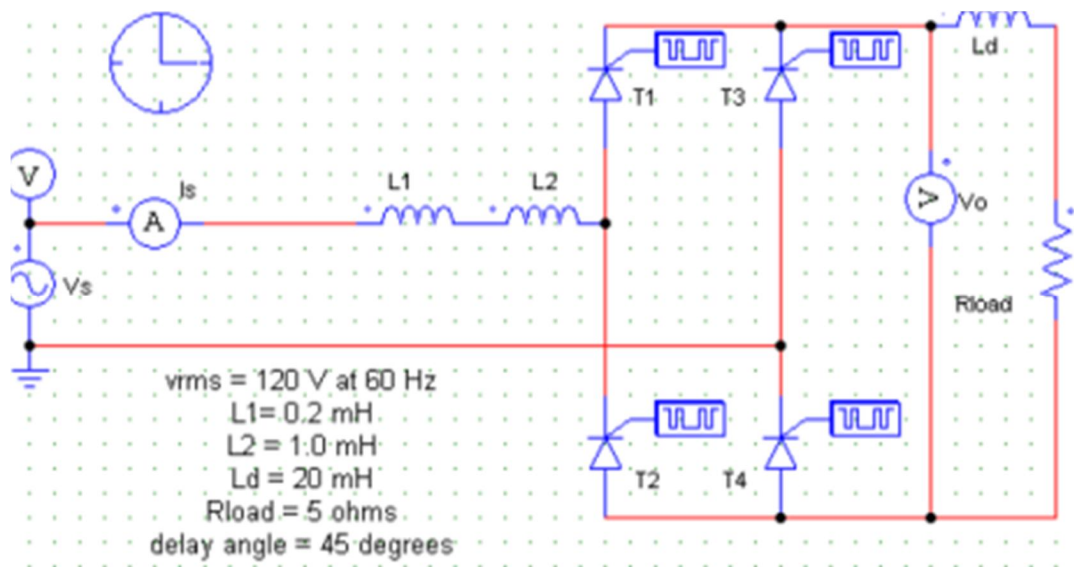 Ld
T1
T3
V
Is
L1
L2
A
V
Vo
Vs
Rload
vrms = 120 V at 60 Hz
L1= 0.2 mH
L2 = 1.0 mH
Ld = 20 mH
Rload = 5 ohms
delay angle = 45 degrees
T2
T4